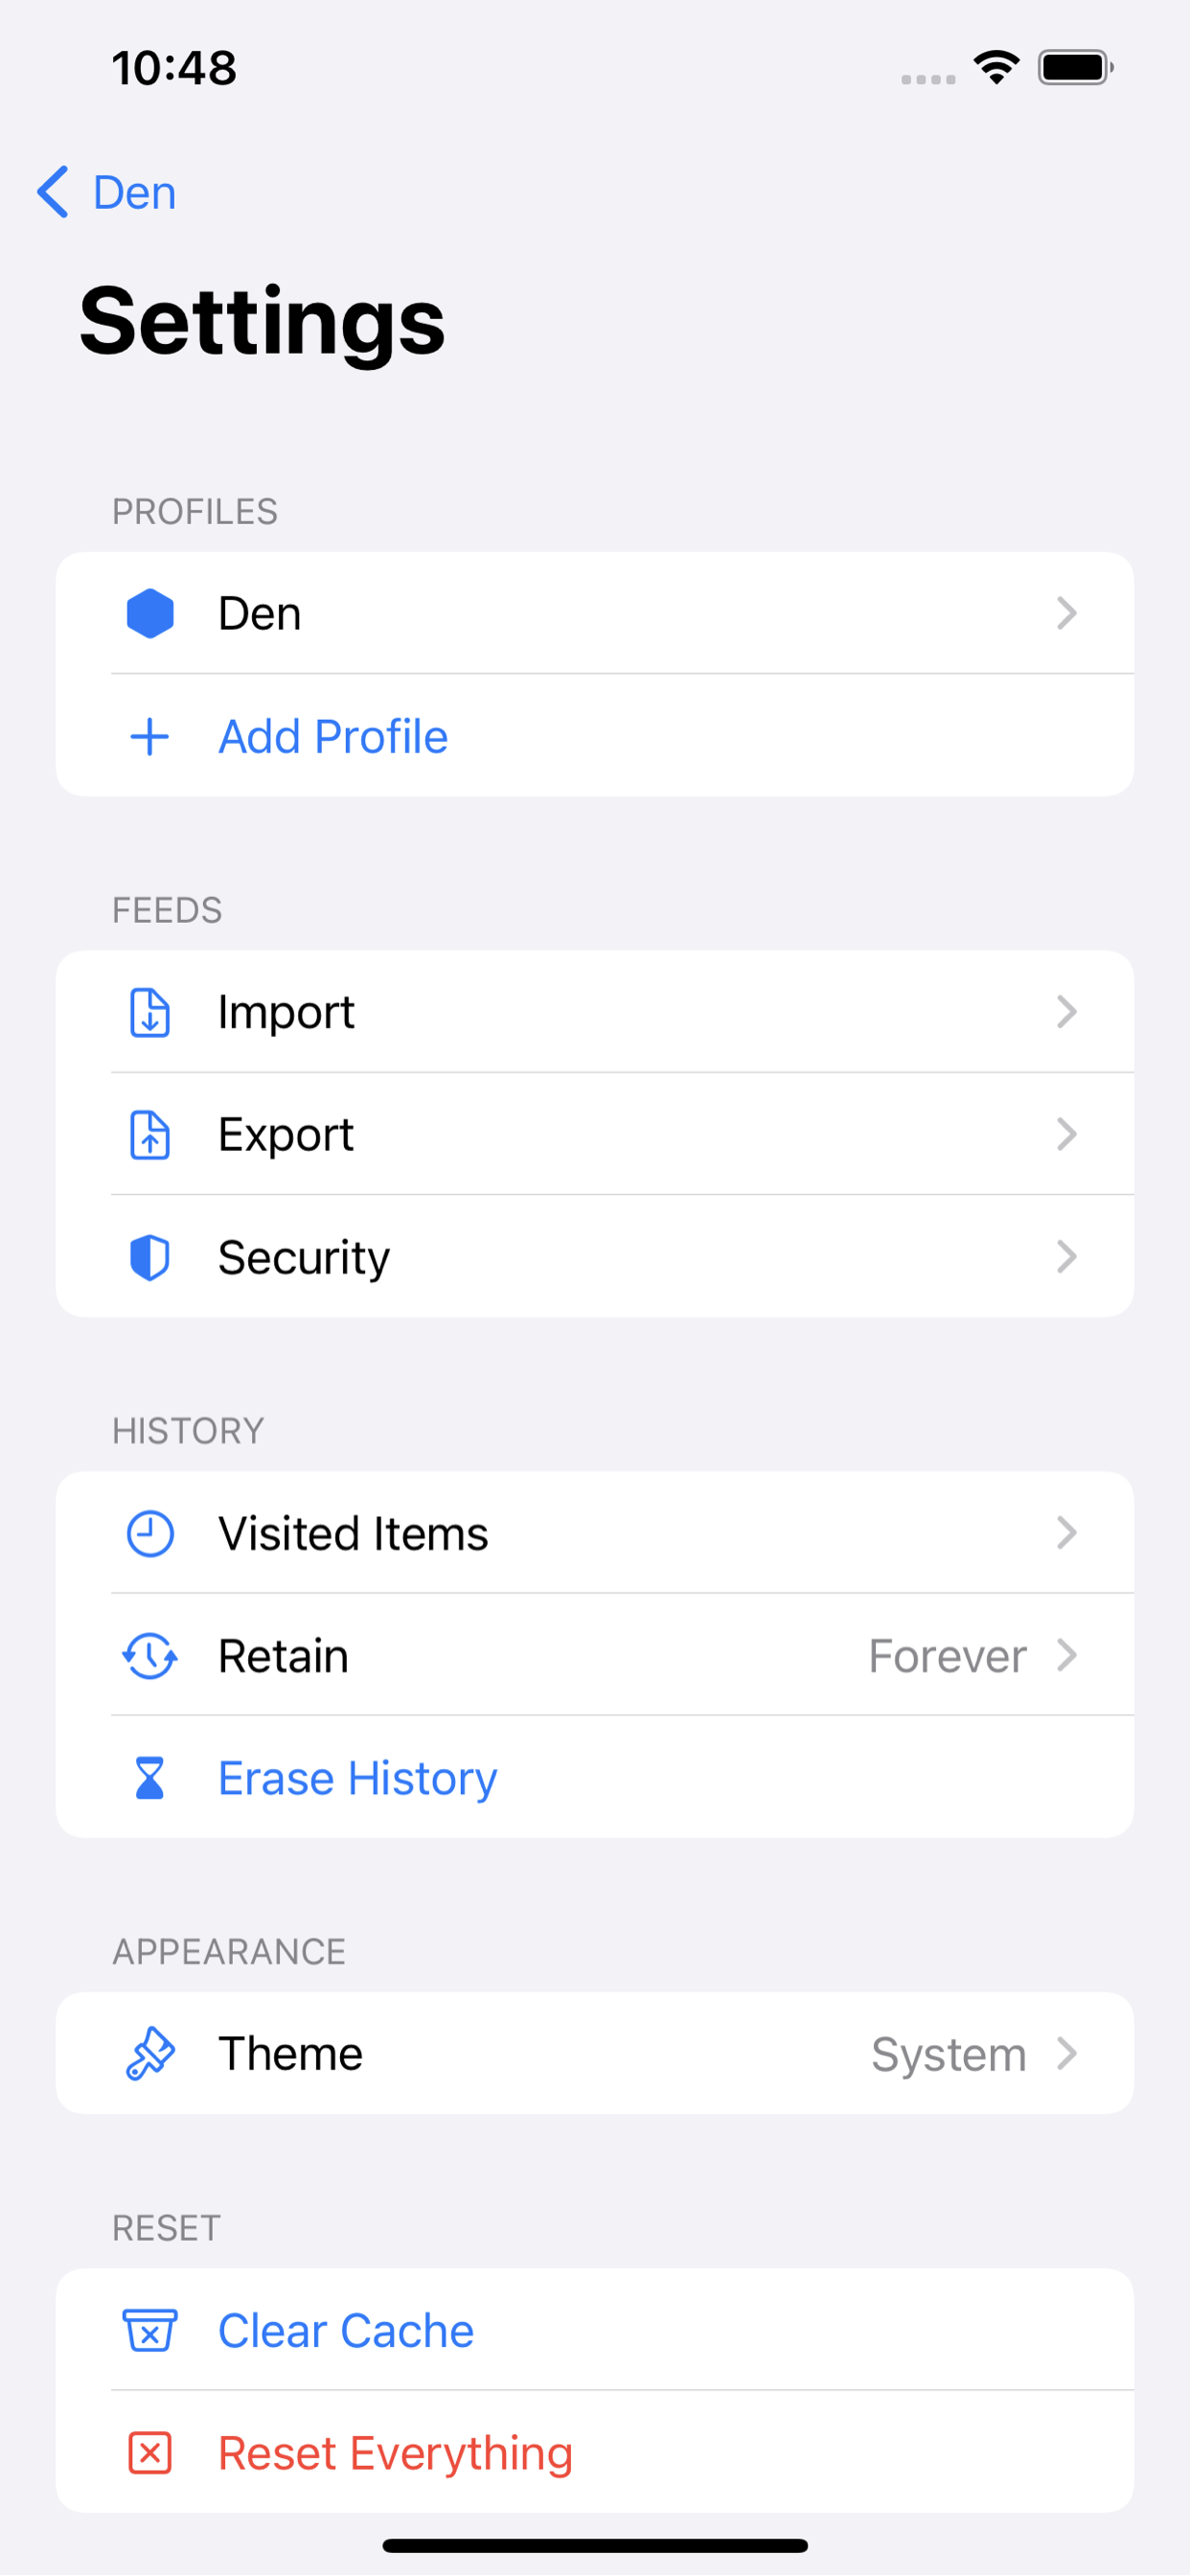 10:48
Den
Settings
PROFILES
Den
Add Profile
FEEDS
Import
Export
Security
HISTORY
Visited Items
Retain Forever
Erase History
APPEARANCE
Theme System
RESET
Clear Cache
Reset Everything